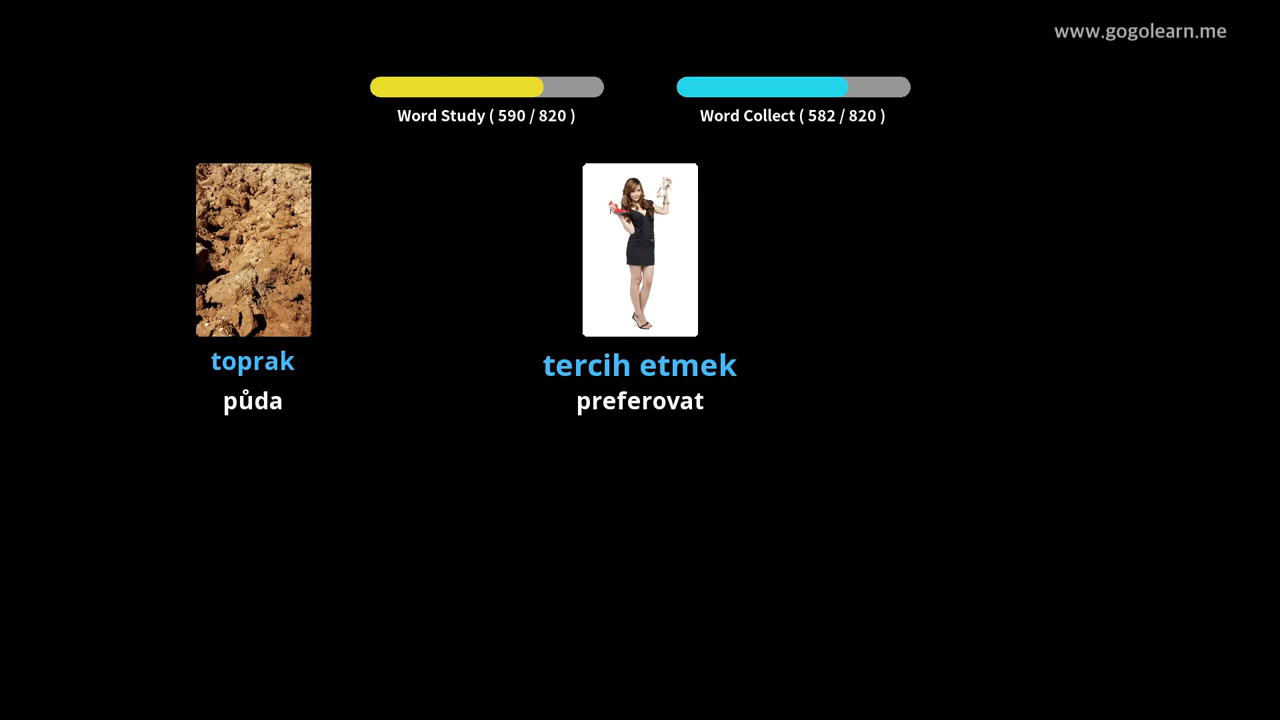 www.gogolearn.me
Word Study ( 590 / 820 )
Word Collect ( 582 / 820 )
toprak
půda
tercih etmek
preferovat